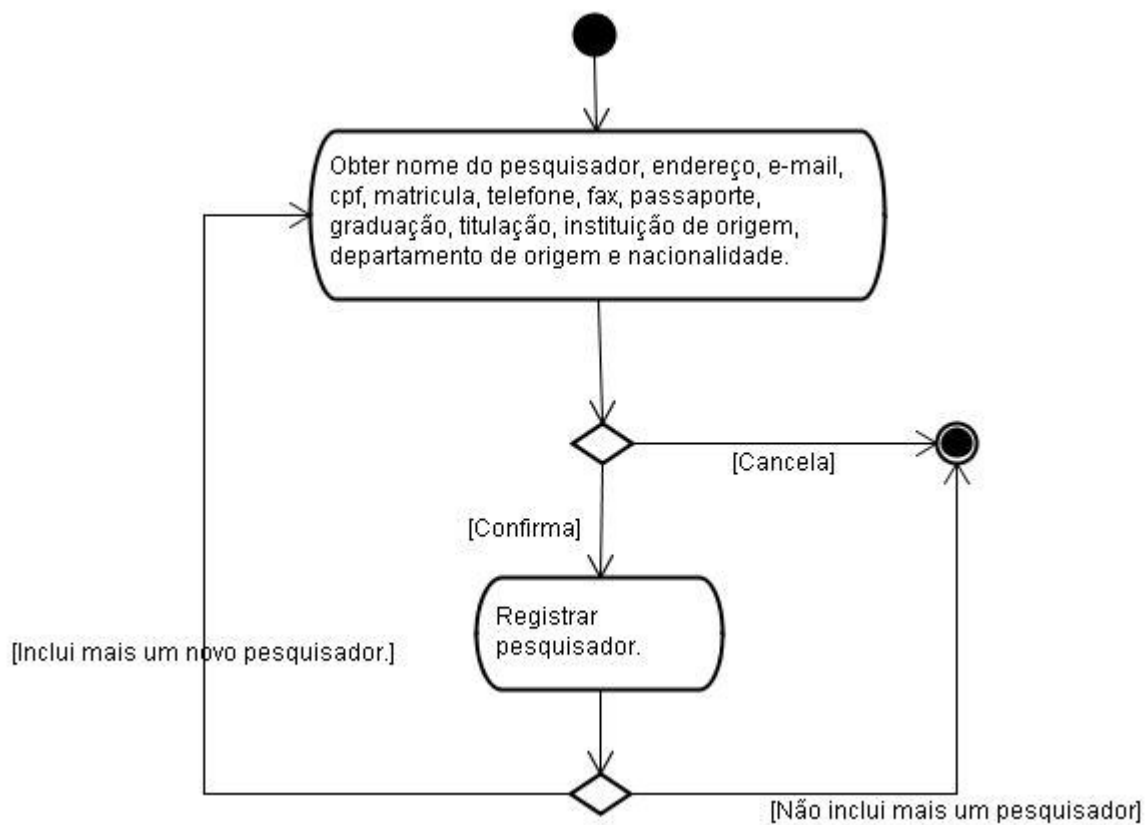 Obter nome do pesquisador, endereço, e-mail,
cpf, matricula, telefone, fax, passaporte,
graduação, titulação, instituição de origem,
departamento de origem e nacionalidade.
[Cancela]
[Confirma]
Registrar
pesquisador.
[Inclui mais um novo pesquisador.]
[Não inclui mais um pesquisador]